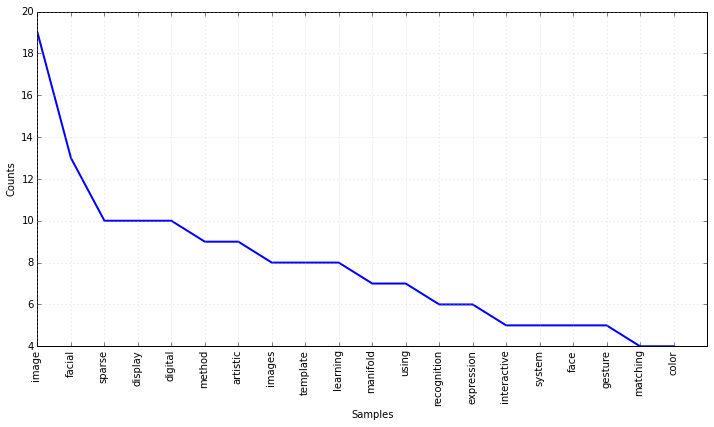 20
18
16
14
12
10
8
6
4
Counts
image
facial
sparse
display
digital
method
artistic
images
template
learning
manifold
using
recognition
expression
interactive
system
face
gesture
matching
color
Samples